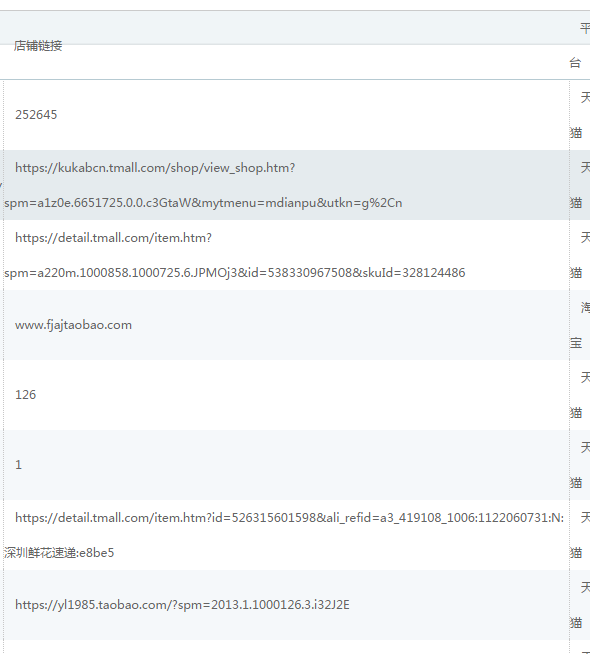 店铺链接
平
台
252645
天
猫
https://kukabcn.tmall.com/shop/view_shop.htm?
spm=a1z0e.6651725.0.0.c3GtaW&mytmenu=mdianpu&utkn=g%2Cn
天
猫
https://detail.tmall.com/item.htm?
spm=a220m.1000858.1000725.6.JPMOj3&id=538330967508&skuId=328124486
天
猫
www.fjajtaobao.com
淘
宝
126
天
猫
1
天
猫
https://detail.tmall.com/item.htm?id=526315601598&ali_refid=a3_419108_1006:1122060731:N:
深圳鲜花速递:e8be5
天
猫
https://yl1985.taobao.com/?spm=2013.1.1000126.3.i32J2E
天
猫